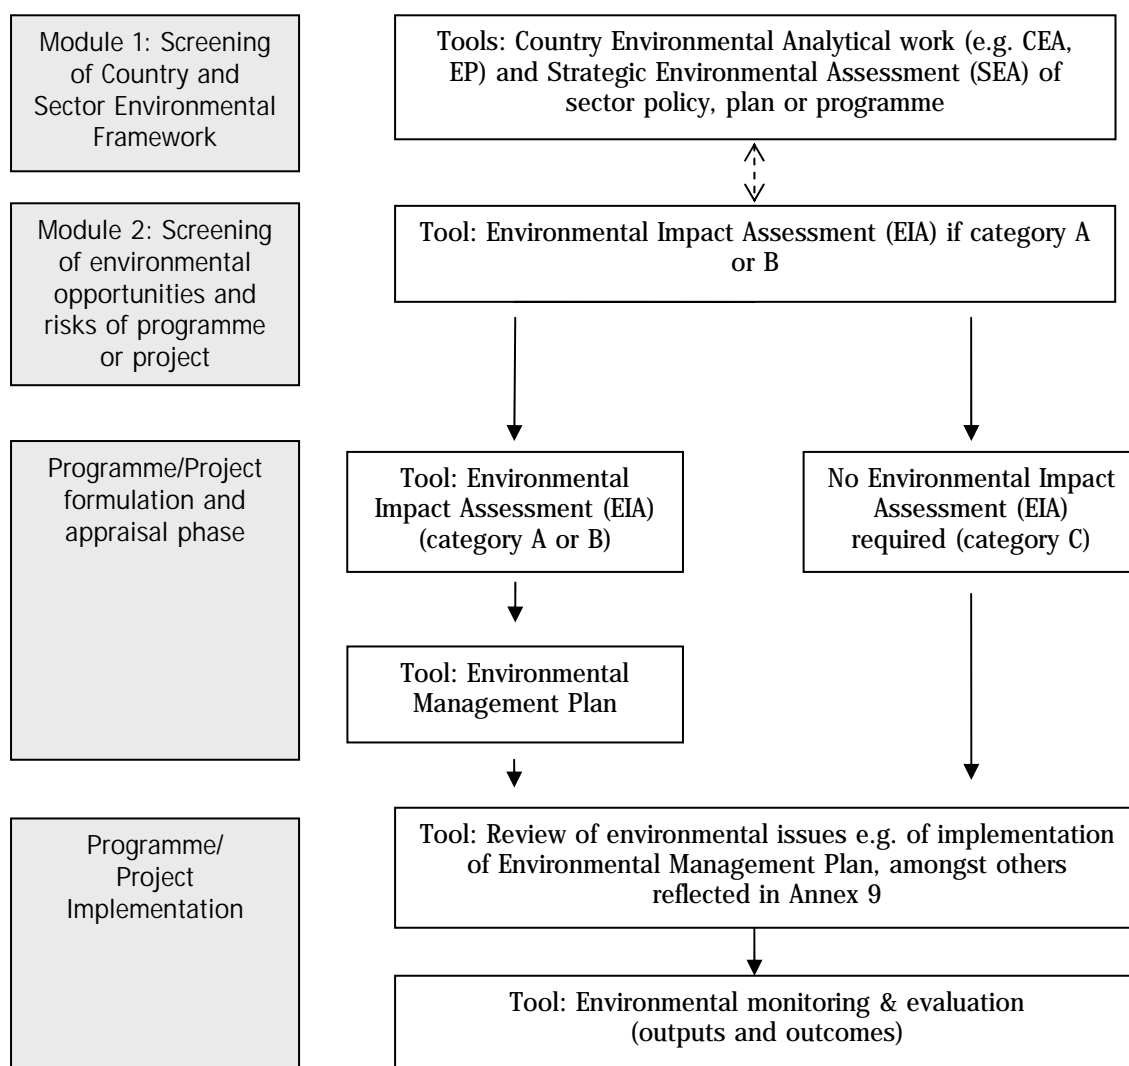 Module 1: Screening
of Country and
Sector Environmental
Framework
Tools: Country Environmental Analytical work (e.g. CEA,
EP) and Strategic Environmental Assessment (SEA) of
sector policy, plan or programme
Module 2: Screening
of environmental
opportunities and
risks of programme
or project
Tool: Environmental Impact Assessment (EIA) if category A
or B
Programme/Project
formulation and
appraisal phase
Tool: Environmental
Impact Assessment (EIA)
(category A or B)
No Environmental Impact
Assessment (EIA)
required (category C)
Tool: Environmental
Management Plan
Programme/
Project
Implementation
Tool: Review of environmental issues e.g. of implementation
of Environmental Management Plan, amongst others
reflected in Annex 9
Tool: Environmental monitoring & evaluation
(outputs and outcomes)